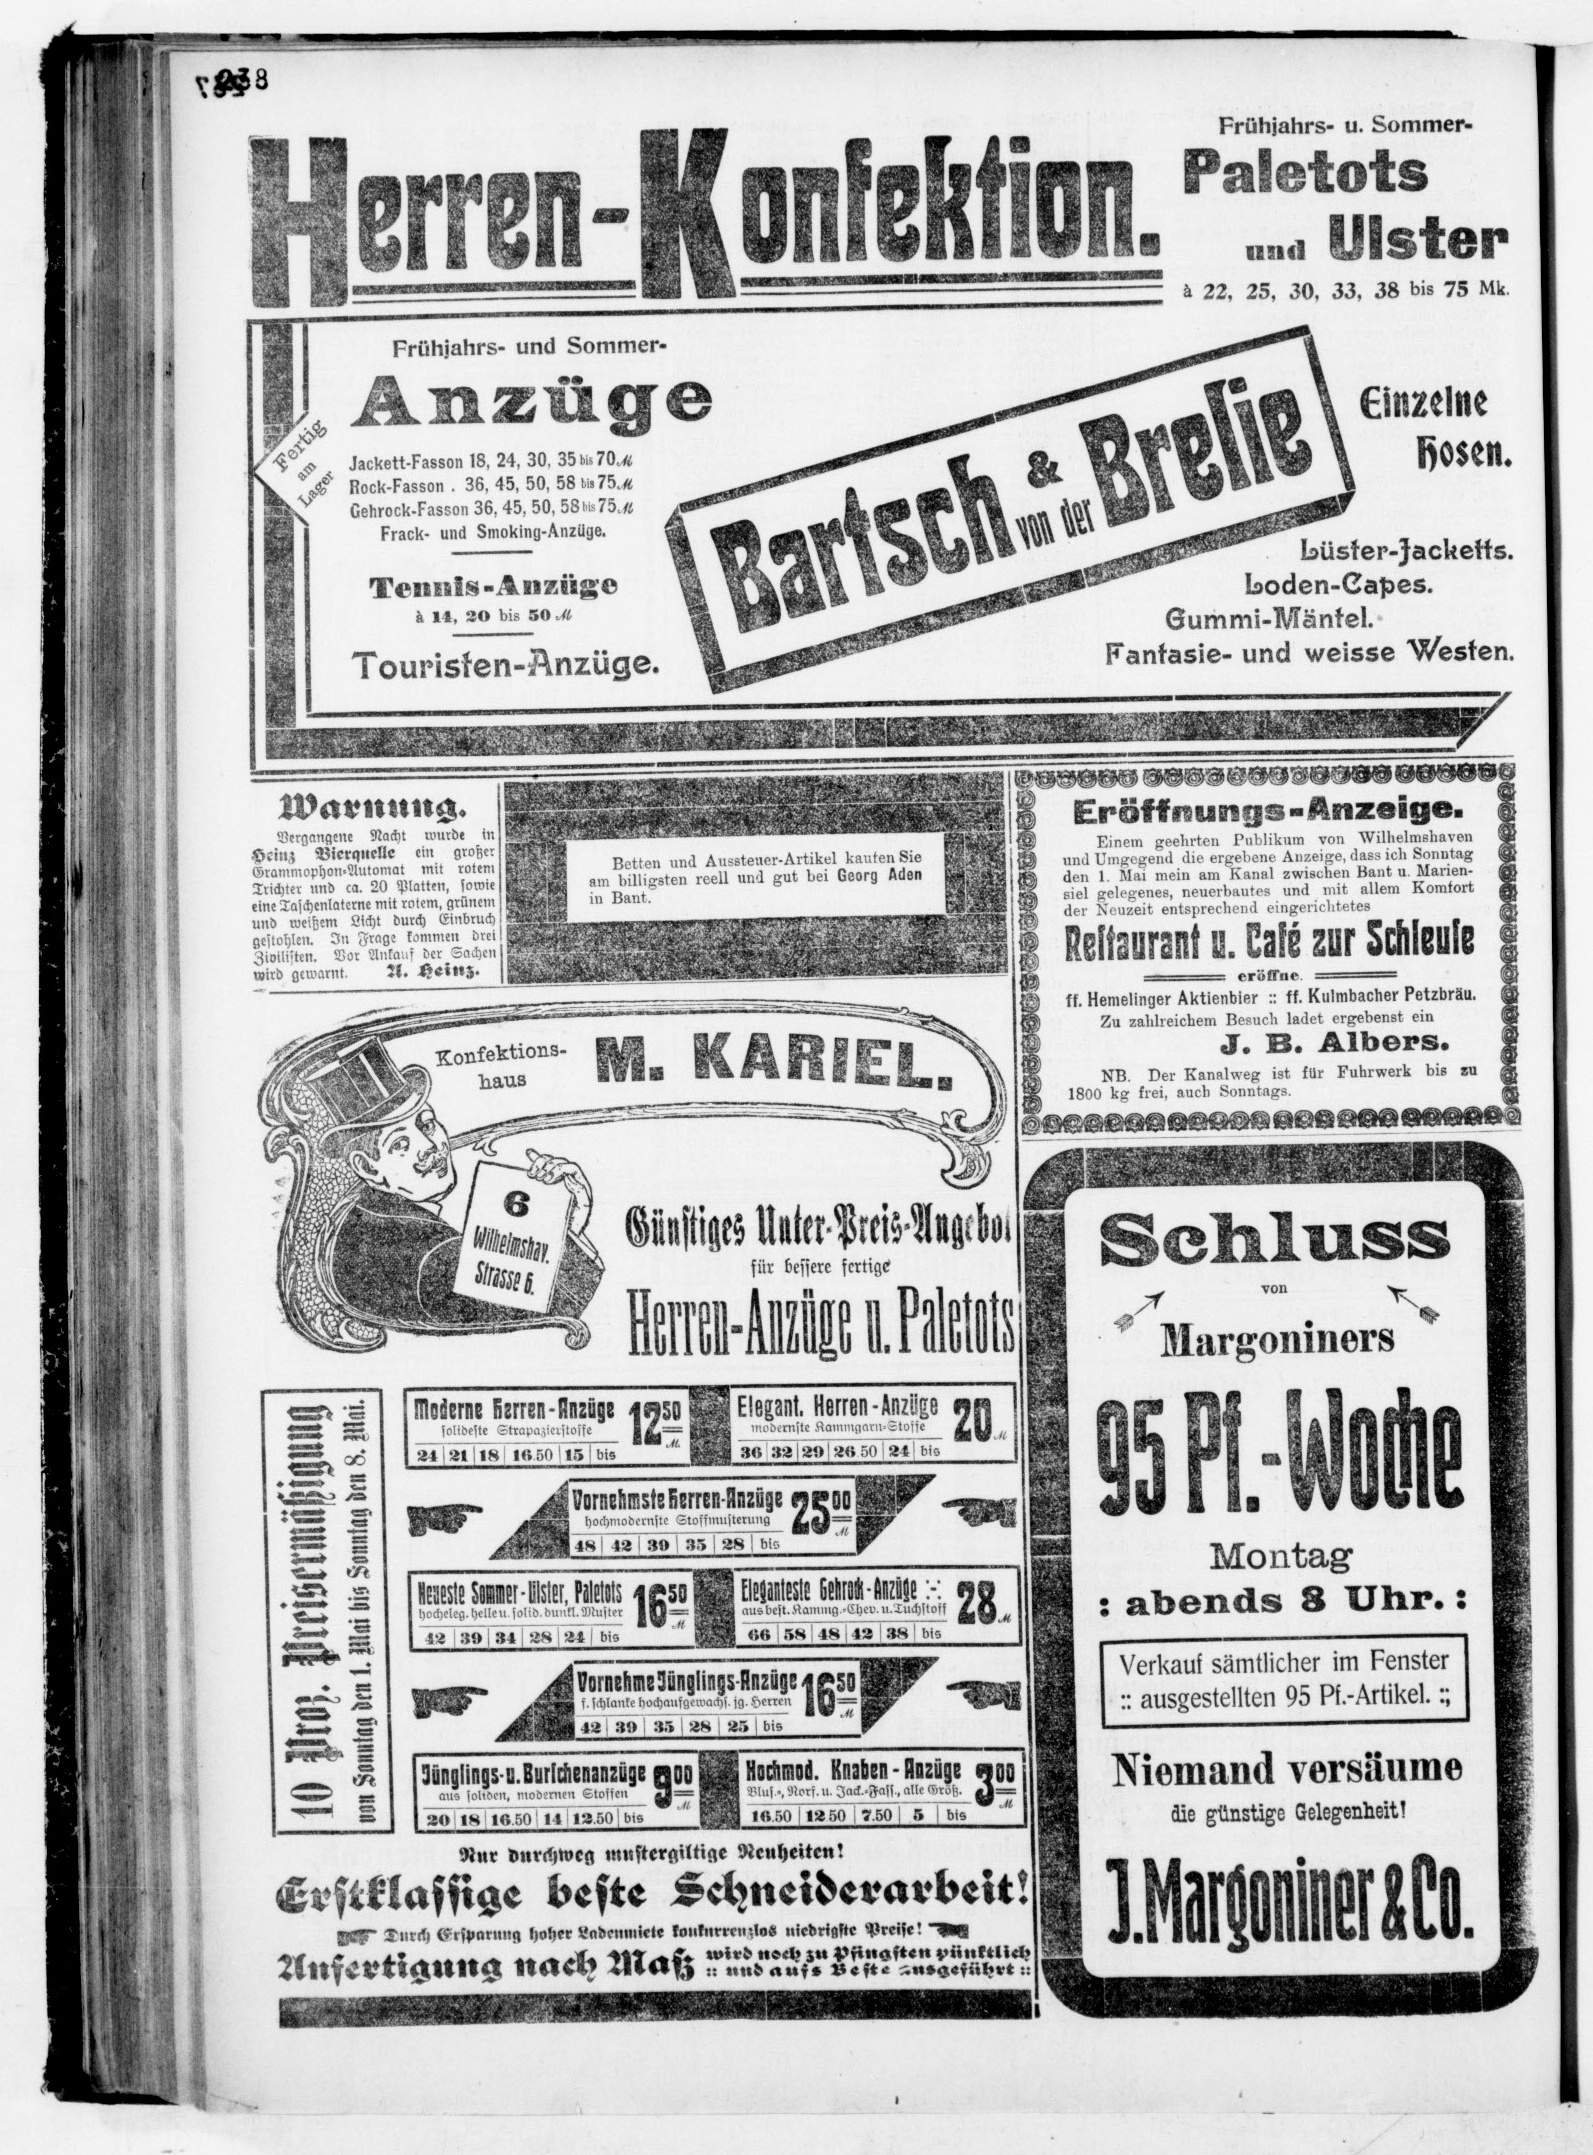 Herren-Konfektion.
Frühjahrs- u. Sommer-
Paletots
und Ulster
à 22, 25, 30, 33, 38 bis 75 Mk.
Fertig
am
Lager
Frühjahrs- und Sommer-
Anzüge
Jackett-Fasson 18, 24, 30, 35 bis 70 M
Rock-Fasson . 36, 45, 50, 58 bis 75 M
Gehrock-Fasson 36, 45, 50, 58 bis 75 M
Frack- und Smoking-Anzüge.
Tennis-Anzüge
à 14, 20 bis 50 M
Touristen-Anzüge.
Bartsch & von der Brelie
Einzelne
Hosen.
Lüster-Jacketts.
Loden-Capes.
Gummi-Mäntel.
Fantasie- und weisse Westen.
Warnung.
Vergangene Nacht wurde in
Heinz Bierquelle ein großer
Grammophon-Automat mit rotem
Trichter und ca. 20 Platten, sowie
eine Taschenlaterne mit rotem, grünem
und weißem Licht durch Einbruch
gestohlen. In Frage kommen drei
Zivilisten. Vor Ankauf der Sachen
wird gewarnt. A. Heinz.
Betten und Aussteuer-Artikel kaufen Sie
am billigsten reell und gut bei Georg Aden
in Bant.
Eröffnungs-Anzeige.
Einem geehrten Publikum von Wilhelmshaven
und Umgegend die ergebene Anzeige, dass ich Sonntag
den 1. Mai mein am Kanal zwischen Bant u. Marien-
siel gelegenes, neuerbautes und mit allem Komfort
der Neuzeit entsprechend eingerichtetes
Restaurant u. Café zur Schleuse
eröffne.
ff. Hemelinger Aktienbier :: ff. Kulmbacher Petzbräu.
Zu zahlreichem Besuch ladet ergebenst ein
J. B. Albers.
NB. Der Kanalweg ist für Fuhrwerk bis zu
1800 kg frei, auch Sonntags.
Konfektions-
haus
M. KARIEL.
6
Wilhelmshav.
Strasse 6.
Günstiges Unter-Preis-Angebot
für bessere fertige
Herren-Anzüge u. Paletots
10 Proz. Preisermäßigung
von Sonntag den 1. Mai bis Sonntag den 8. Mai.
Moderne Herren-Anzüge 12 50 M
solideste Strapazierstoffe
24 | 21 | 18 | 16.50 | 15 | bis
Elegant. Herren-Anzüge 20 M
modernste Kammgarn-Stoffe
36 | 32 | 29 | 26.50 | 24 | bis
Vornehmste Herren-Anzüge 25 00 M
hochmodernste Stoffmusterung
48 | 42 | 39 | 35 | 28 | bis
Neueste Sommer-Ulster, Paletots 16 50 M
hocheleg. helle u. solid. dunkl. Muster
42 | 39 | 34 | 28 | 24 | bis
Eleganteste Gehrock-Anzüge :-: 28 M
aus best. Kammg.-Chev. u. Tuchstoff
66 | 58 | 48 | 42 | 38 | bis
Vornehme Jünglings-Anzüge 16 50 M
f. schlanke hochaufgewachs. jg. Herren
42 | 39 | 35 | 28 | 25 | bis
Jünglings- u. Burschenanzüge 9 00 M
aus soliden, modernen Stoffen
20 | 18 | 16.50 | 14 | 12.50 | bis
Hochmod. Knaben-Anzüge 3 00 M
Blus.-, Norf. u. Jack.-Fass., alle Größ.
16.50 | 12.50 | 7.50 | 5 | bis
Nur durchweg mustergiltige Neuheiten!
Erstklassige beste Schneiderarbeit!
Durch Ersparung hoher Ladenmiete konkurrenzlos niedrigste Preise!
Anfertigung nach Maß wird noch zu Pfingsten pünktlich
:: und aufs Beste ausgeführt ::
Schluss
von
Margoniners
95 Pf.-Woche
Montag
: abends 8 Uhr. :
Verkauf sämtlicher im Fenster
:: ausgestellten 95 Pf.-Artikel. ::
Niemand versäume
die günstige Gelegenheit!
J. Margoniner & Co.